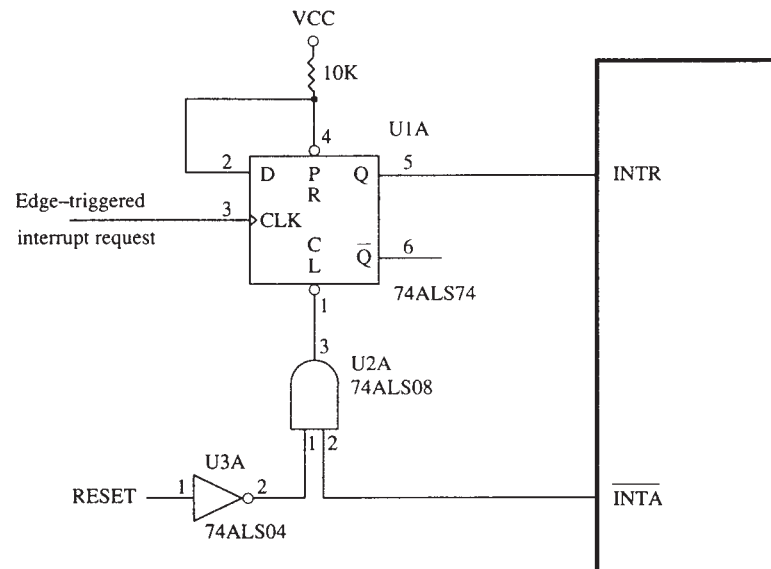 VCC
10K
4
U1A
2
D
P
R
Q
5
INTR
Edge–triggered
3
CLK
interrupt request
C
L
Q̅
6
74ALS74
1
3
U2A
74ALS08
1
2
U3A
RESET
1
2
I̅N̅T̅A̅
74ALS04